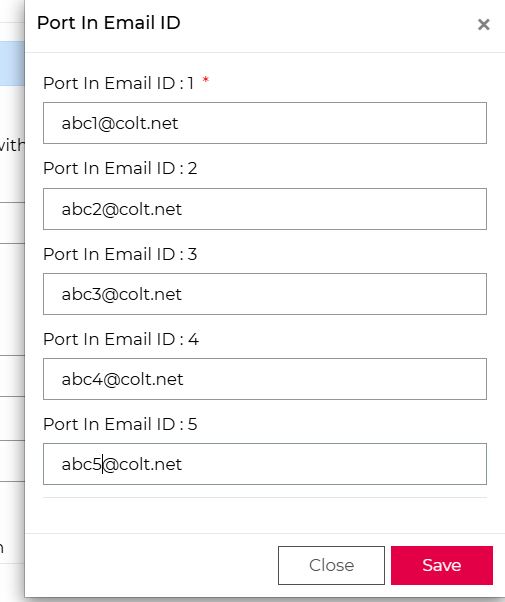 Port In Email ID ×
Port In Email ID : 1 *
abc1@colt.net
Port In Email ID : 2
abc2@colt.net
Port In Email ID : 3
abc3@colt.net
Port In Email ID : 4
abc4@colt.net
Port In Email ID : 5
abc5@colt.net
Close Save